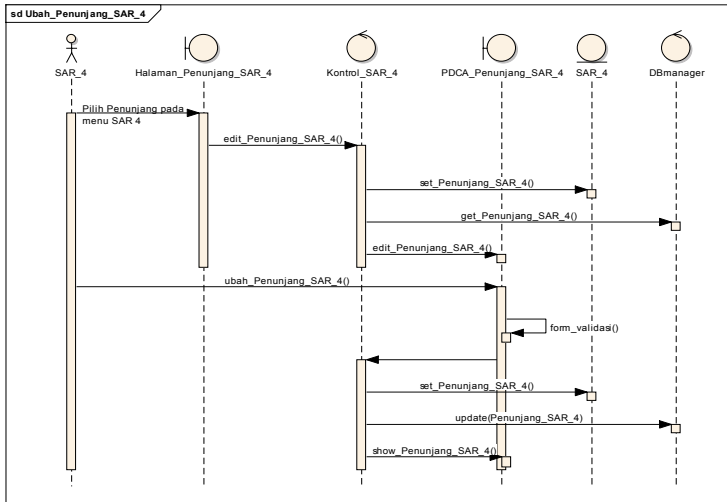 sd Ubah_Penunjang_SAR_4
SAR_4
Halaman_Penunjang_SAR_4
Kontrol_SAR_4
PDCA_Penunjang_SAR_4
SAR_4
DBmanager
Pilih Penunjang pada
menu SAR 4
edit_Penunjang_SAR_4()
set_Penunjang_SAR_4()
get_Penunjang_SAR_4()
edit_Penunjang_SAR_4()
ubah_Penunjang_SAR_4()
form_validasi()
set_Penunjang_SAR_4()
update(Penunjang_SAR_4)
show_Penunjang_SAR_4()